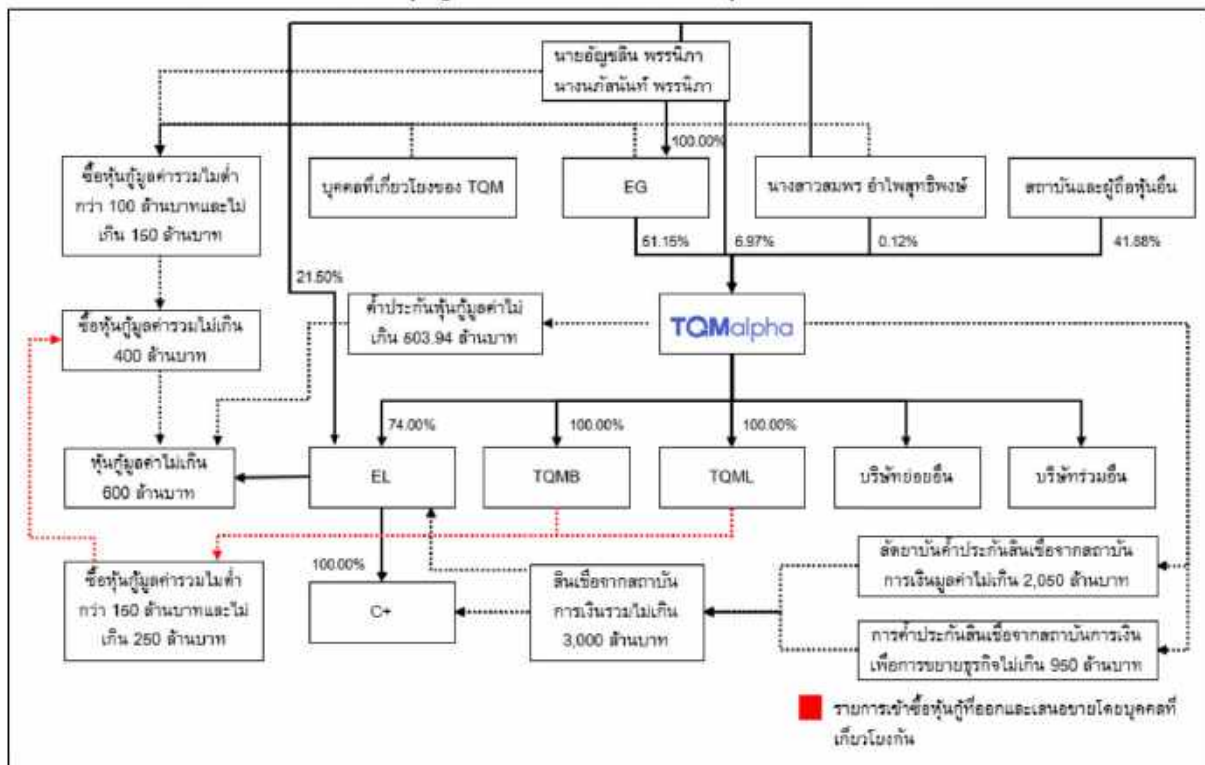 นายอัญชลิน พรรนิภา
นางนภัสนันท์ พรรนิภา
100.00%
ซื้อหุ้นกู้มูลค่ารวมไม่ต่ำ
กว่า 100 ล้านบาทและไม่
เกิน 150 ล้านบาท
บุคคลที่เกี่ยวโยงของ TQM
EG
นางสาวสมพร อำไพสุทธิพงษ์
สถาบันและผู้ถือหุ้นอื่น
51.15%
6.97%
0.12%
41.88%
21.50%
ซื้อหุ้นกู้มูลค่ารวมไม่เกิน
400 ล้านบาท
ค้ำประกันหุ้นกู้มูลค่าไม่
เกิน 503.94 ล้านบาท
TQMalpha
74.00%
100.00%
100.00%
หุ้นกู้มูลค่าไม่เกิน
600 ล้านบาท
EL
TQMB
TQML
บริษัทย่อยอื่น
บริษัทร่วมอื่น
100.00%
ซื้อหุ้นกู้มูลค่ารวมไม่ต่ำ
กว่า 150 ล้านบาทและไม่
เกิน 250 ล้านบาท
C+
สินเชื่อจากสถาบัน
การเงินรวมไม่เกิน
3,000 ล้านบาท
สัตยาบันค้ำประกันสินเชื่อจากสถาบัน
การเงินมูลค่าไม่เกิน 2,050 ล้านบาท
การค้ำประกันสินเชื่อจากสถาบันการเงิน
เพื่อการขยายธุรกิจไม่เกิน 950 ล้านบาท
รายการเข้าซื้อหุ้นกู้ที่ออกและเสนอขายโดยบุคคลที่
เกี่ยวโยงกัน